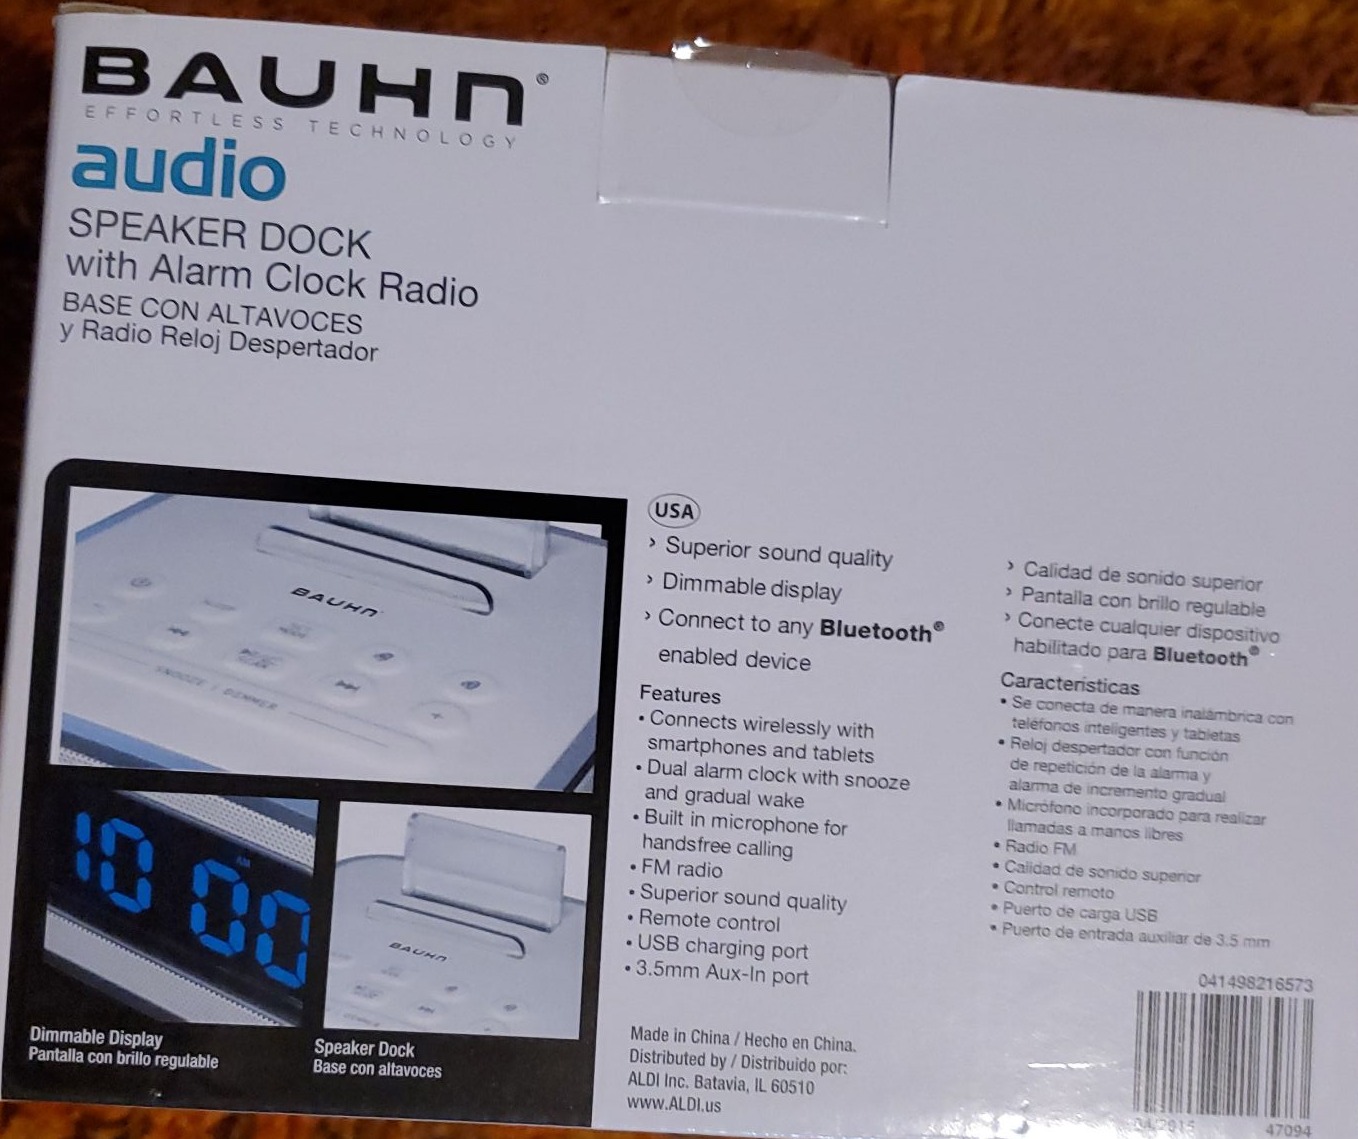 BAUHN®
EFFORTLESS TECHNOLOGY
audio
SPEAKER DOCK
with Alarm Clock Radio
BASE CON ALTAVOCES
y Radio Reloj Despertador
BAUHN
SNOOZE / DIMMER
10 00
AM
Dimmable Display
Pantalla con brillo regulable
BAUHN
Speaker Dock
Base con altavoces
USA
› Superior sound quality
› Dimmable display
› Connect to any Bluetooth®
enabled device
Features
• Connects wirelessly with
smartphones and tablets
• Dual alarm clock with snooze
and gradual wake
• Built in microphone for
handsfree calling
• FM radio
• Superior sound quality
• Remote control
• USB charging port
• 3.5mm Aux-In port
Made in China / Hecho en China.
Distributed by / Distribuido por:
ALDI Inc. Batavia, IL 60510
www.ALDI.us
› Calidad de sonido superior
› Pantalla con brillo regulable
› Conecte cualquier dispositivo
habilitado para Bluetooth®
Características
• Se conecta de manera inalámbrica con
teléfonos inteligentes y tabletas
• Reloj despertador con función
de repetición de la alarma y
alarma de incremento gradual
• Micrófono incorporado para realizar
llamadas a manos libres
• Radio FM
• Calidad de sonido superior
• Control remoto
• Puerto de carga USB
• Puerto de entrada auxiliar de 3.5 mm
041498216573
04/2015
47094